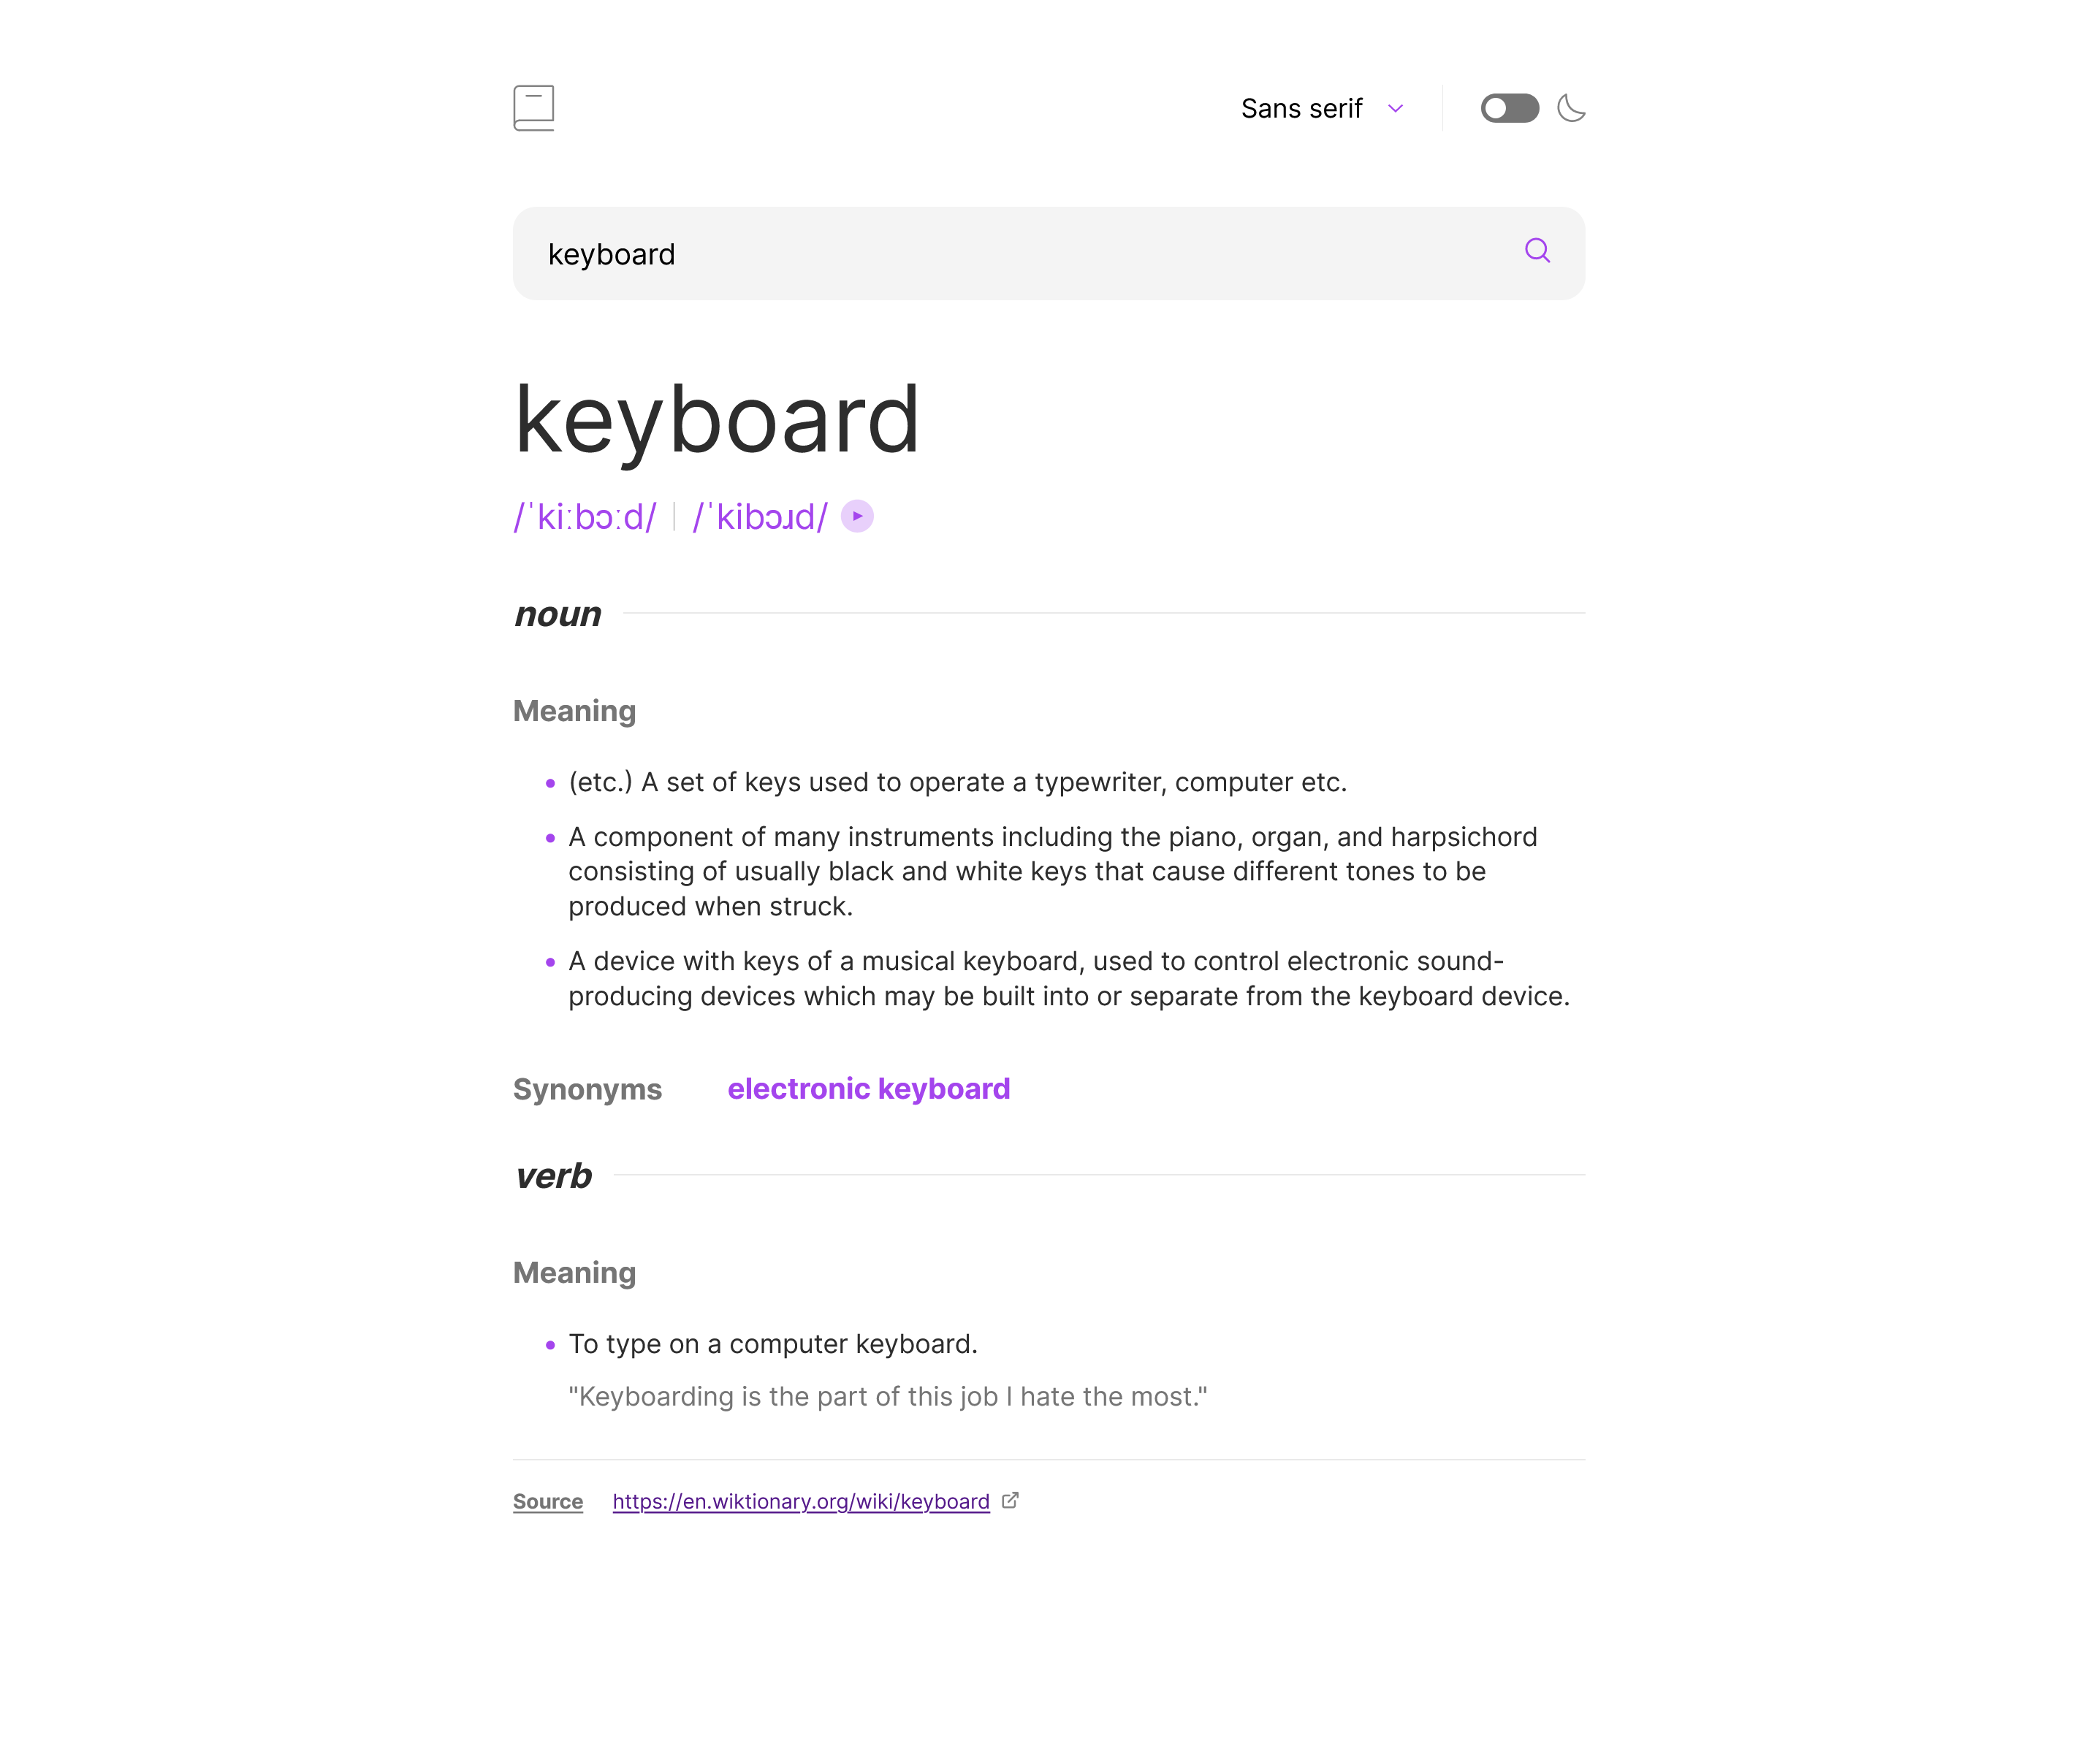 Sans serif
keyboard
keyboard
/ˈkiːbɔːd/ /ˈkibɔɹd/
noun
Meaning
(etc.) A set of keys used to operate a typewriter, computer etc.
A component of many instruments including the piano, organ, and harpsichord
consisting of usually black and white keys that cause different tones to be
produced when struck.
A device with keys of a musical keyboard, used to control electronic sound-
producing devices which may be built into or separate from the keyboard device.
Synonyms electronic keyboard
verb
Meaning
To type on a computer keyboard.
"Keyboarding is the part of this job I hate the most."
Source https://en.wiktionary.org/wiki/keyboard